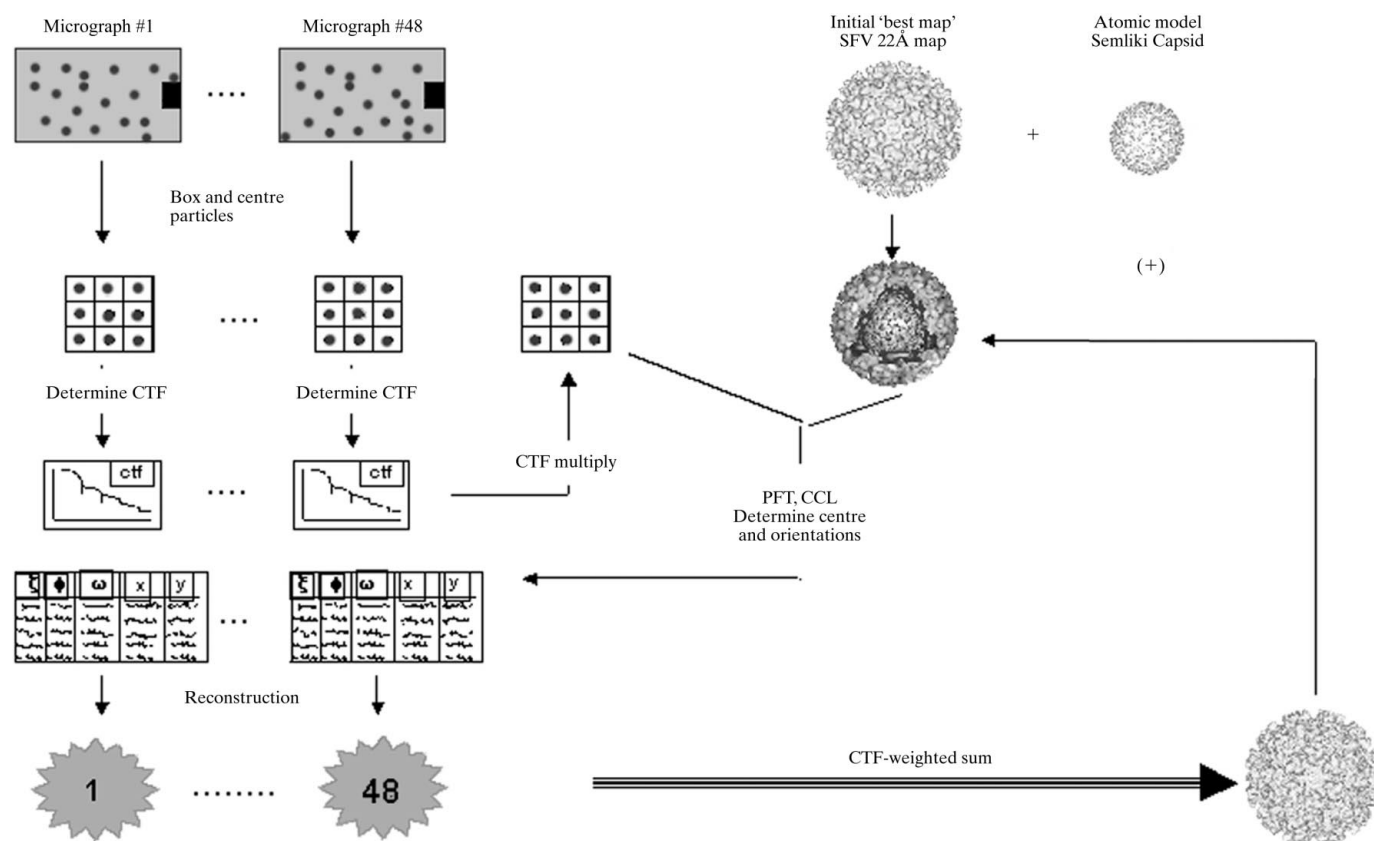 Micrograph #1
Micrograph #48
Initial ‘best map’
SFV 22Å map
Atomic model
Semliki Capsid
+
Box and centre
particles
(+)
Determine CTF
Determine CTF
ctf
ctf
CTF multiply
PFT, CCL
Determine centre
and orientations
ξ ϕ ω x y
ξ ϕ ω x y
Reconstruction
1
48
CTF-weighted sum